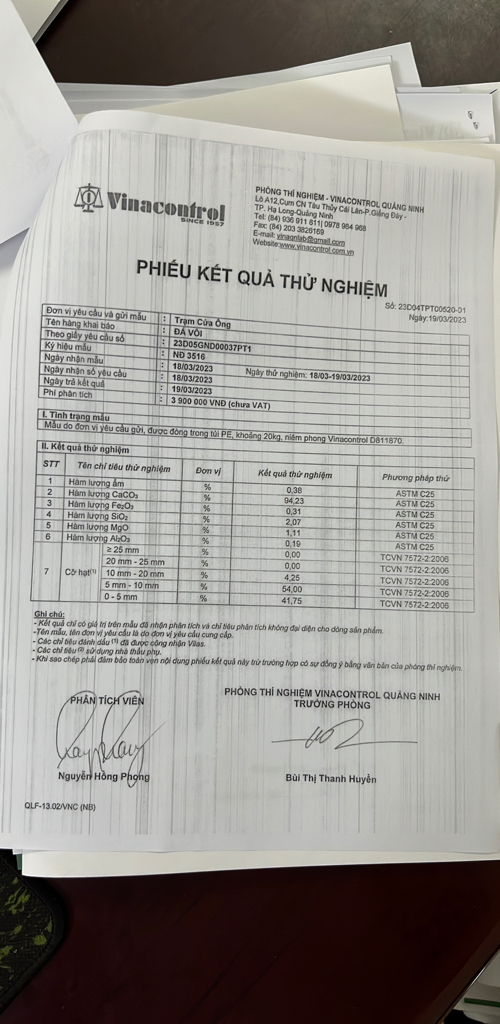 Vinacontrol
SINCE 1957
PHÒNG THÍ NGHIỆM - VINACONTROL QUẢNG NINH
Lô A12,Cụm CN Tàu Thủy Cái Lân-P.Giếng Đáy -
TP. Hạ Long-Quảng Ninh
Tel: (84) 936 911 611| 0978 964 968
Fax: (84) 203 3826169
E-mail: vinaqnlab@gmail.com
Website:www.vinacontrol.com.vn
PHIẾU KẾT QUẢ THỬ NGHIỆM
Số: 23D04TPT00520-01
Ngày:19/03/2023
Đơn vị yêu cầu và gửi mẫu : Trạm Cửa Ông
Tên hàng khai báo : ĐÁ VÔI
Theo giấy yêu cầu số : 23D05GND00037PT1
Ký hiệu mẫu : NĐ 3516
Ngày nhận mẫu : 18/03/2023 Ngày thử nghiệm: 18/03-19/03/2023
Ngày nhận số yêu cầu : 18/03/2023
Ngày trả kết quả : 19/03/2023
Phí phân tích : 3 900 000 VNĐ (chưa VAT)
I. Tình trạng mẫu
Mẫu do đơn vị yêu cầu gửi, được đóng trong túi PE, khoảng 20kg, niêm phong Vinacontrol D811870.
II. Kết quả thử nghiệm
STT Tên chỉ tiêu thử nghiệm Đơn vị Kết quả thử nghiệm Phương pháp thử
1 Hàm lượng ẩm % 0,38 ASTM C25
2 Hàm lượng CaCO₃ % 94,23 ASTM C25
3 Hàm lượng Fe₂O₃ % 0,31 ASTM C25
4 Hàm lượng SiO₂ % 2,07 ASTM C25
5 Hàm lượng MgO % 1,11 ASTM C25
6 Hàm lượng Al₂O₃ % 0,19 ASTM C25
7 Cỡ hạt⁽¹⁾ ≥ 25 mm % 0,00 TCVN 7572-2:2006
20 mm - 25 mm % 0,00 TCVN 7572-2:2006
10 mm - 20 mm % 4,25 TCVN 7572-2:2006
5 mm - 10 mm % 54,00 TCVN 7572-2:2006
0 - 5 mm % 41,75 TCVN 7572-2:2006
Ghi chú:
- Kết quả chỉ có giá trị trên mẫu đã nhận phân tích và chỉ tiêu phân tích không đại diện cho dòng sản phẩm.
-Tên mẫu, tên đơn vị yêu cầu là do đơn vị yêu cầu cung cấp.
- Các chỉ tiêu đánh dấu ⁽¹⁾ đã được công nhận Vilas.
- Các chỉ tiêu ⁽²⁾ sử dụng nhà thầu phụ.
- Khi sao chép phải đảm bảo toàn vẹn nội dung phiếu kết quả này trừ trường hợp có sự đồng ý bằng văn bản của phòng thí nghiệm.
PHÂN TÍCH VIÊN
PHÒNG THÍ NGHIỆM VINACONTROL QUẢNG NINH
TRƯỞNG PHÒNG
Nguyễn Hồng Phong
Bùi Thị Thanh Huyền
QLF-13.02/VNC (NB)